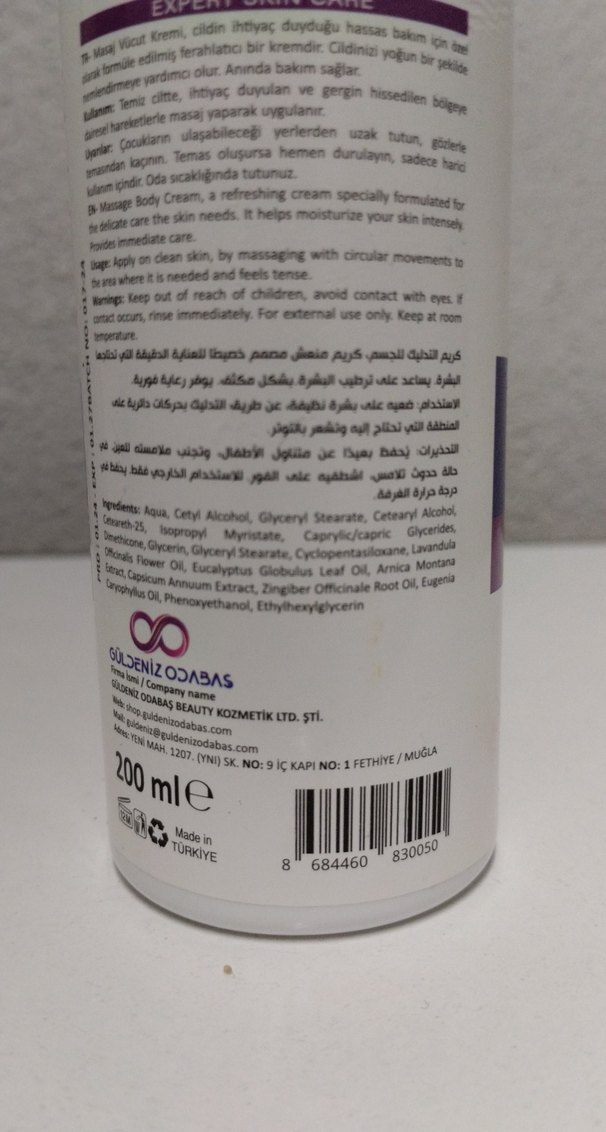 EXPERT SKIN CARE
TR- Masaj Vücut Kremi, cildin ihtiyaç duyduğu hassas bakım için özel
olarak formüle edilmiş ferahlatıcı bir kremdir. Cildinizi yoğun bir şekilde
nemlendirmeye yardımcı olur. Anında bakım sağlar.
Kullanım: Temiz ciltte, ihtiyaç duyulan ve gergin hissedilen bölgeye
dairesel hareketlerle masaj yaparak uygulanır.
Uyarılar: Çocukların ulaşabileceği yerlerden uzak tutun, gözlerle
temasından kaçının. Temas oluşursa hemen durulayın, sadece harici
kullanım içindir. Oda sıcaklığında tutunuz.
EN- Massage Body Cream, a refreshing cream specially formulated for
the delicate care the skin needs. It helps moisturize your skin intensely.
Provides immediate care.
Usage: Apply on clean skin, by massaging with circular movements to
the area where it is needed and feels tense.
Warnings: Keep out of reach of children, avoid contact with eyes. If
contact occurs, rinse immediately. For external use only. Keep at room
temperature.
كريم التدليك للجسم، كريم منعش مصمم خصيصًا للعناية الدقيقة التي تحتاجها
البشرة. يساعد على ترطيب البشرة بشكل مكثف. يوفر رعاية فورية.
الاستخدام: ضعيه على بشرة نظيفة، عن طريق التدليك بحركات دائرية على
المنطقة التي تحتاج إليه وتشعر بالتوتر.
التحذيرات: يُحفظ بعيدًا عن متناول الأطفال، وتجنب ملامسته للعين في
حالة حدوث تلامس، اشطفيه على الفور. للاستخدام الخارجي فقط. يحفظ في
درجة حرارة الغرفة.
Ingredients: Aqua, Cetyl Alcohol, Glyceryl Stearate, Cetearyl Alcohol,
Ceteareth-25, Isopropyl Myristate, Caprylic/capric Glycerides,
Dimethicone, Glycerin, Glyceryl Stearate, Cyclopentasiloxane, Lavandula
Officinalis Flower Oil, Eucalyptus Globulus Leaf Oil, Arnica Montana
Extract, Capsicum Annuum Extract, Zingiber Officinale Root Oil, Eugenia
Caryophyllus Oil, Phenoxyethanol, Ethylhexylglycerin
PRD : 01.24 - EXP : 01.27BATCH NO: 017-24
GÜLDENİZ ODABAS
Firma İsmi / Company name
GÜLDENİZ ODABAŞ BEAUTY KOZMETİK LTD. ŞTİ.
Web: shop.guldenizodabas.com
Mail: guldeniz@guldenizodabas.com
Adres: YENİ MAH. 1207. (YNI) SK. NO: 9 İÇ KAPI NO: 1 FETHİYE / MUĞLA
200 ml ℮
12M
Made in
TÜRKİYE
8 684460 830050